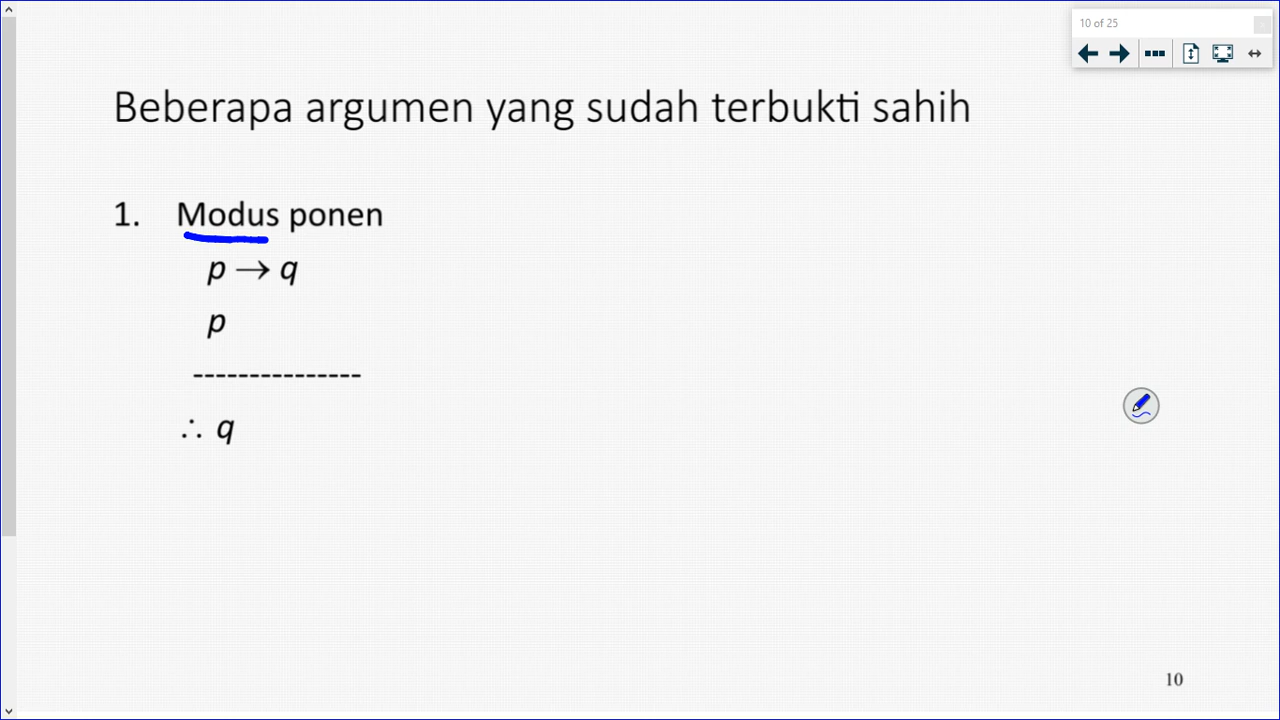 10 of 25
Beberapa argumen yang sudah terbukti sahih
1. Modus ponen
p → q
p
---------------
∴ q
10